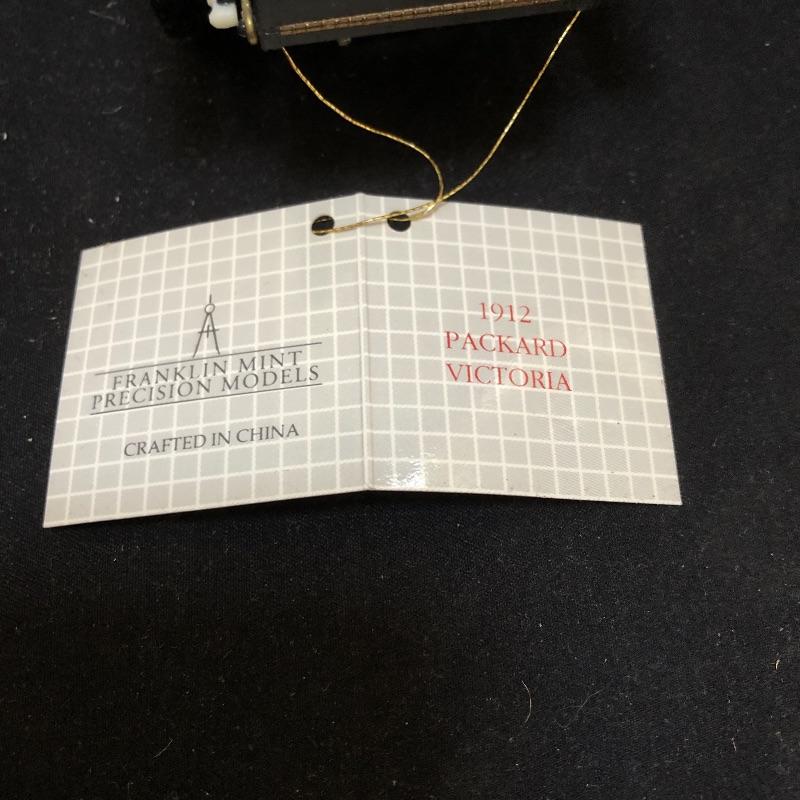 FRANKLIN MINT
PRECISION MODELS
CRAFTED IN CHINA
1912
PACKARD
VICTORIA